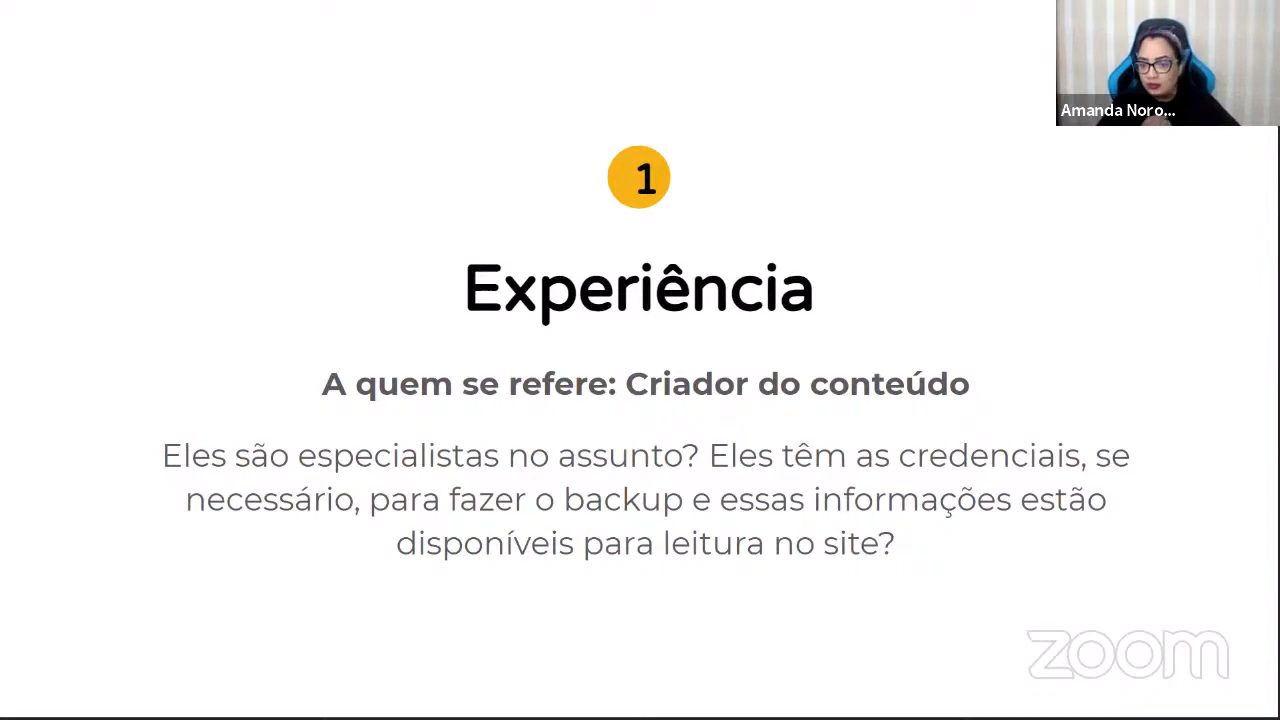 Amanda Noro...
1
Experiência
A quem se refere: Criador do conteúdo
Eles são especialistas no assunto? Eles têm as credenciais, se
necessário, para fazer o backup e essas informações estão
disponíveis para leitura no site?
zoom